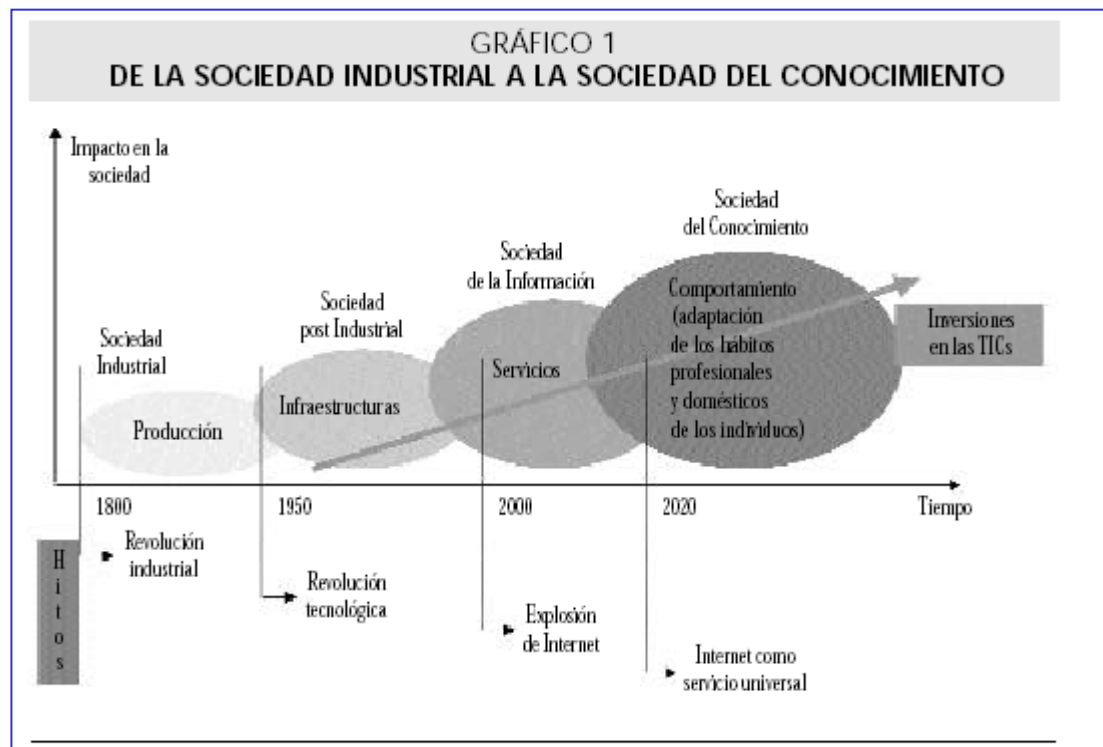 GRÁFICO 1
DE LA SOCIEDAD INDUSTRIAL A LA SOCIEDAD DEL CONOCIMIENTO
Impacto en la
sociedad
Sociedad
Industrial
Producción
Sociedad
post Industrial
Infraestructuras
Sociedad
de la Información
Servicios
Sociedad
del Conocimiento
Comportamiento
(adaptación
de los hábitos
profesionales
y domésticos
de los individuos)
Inversiones
en las TICs
1800
1950
2000
2020
Tiempo
Hitos
Revolución
industrial
Revolución
tecnológica
Explosión
de Internet
Internet como
servicio universal